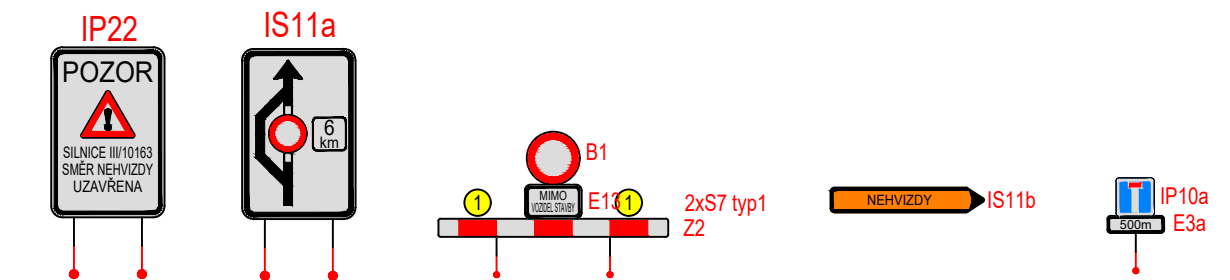 IP22
POZOR
SILNICE III/10163
SMĚR NEHVIZDY
UZAVŘENA
IS11a
6
km
B1
MIMO
VOZIDEL STAVBY
E13
1
1
2xS7 typ1
Z2
NEHVIZDY
IS11b
IP10a
500m
E3a